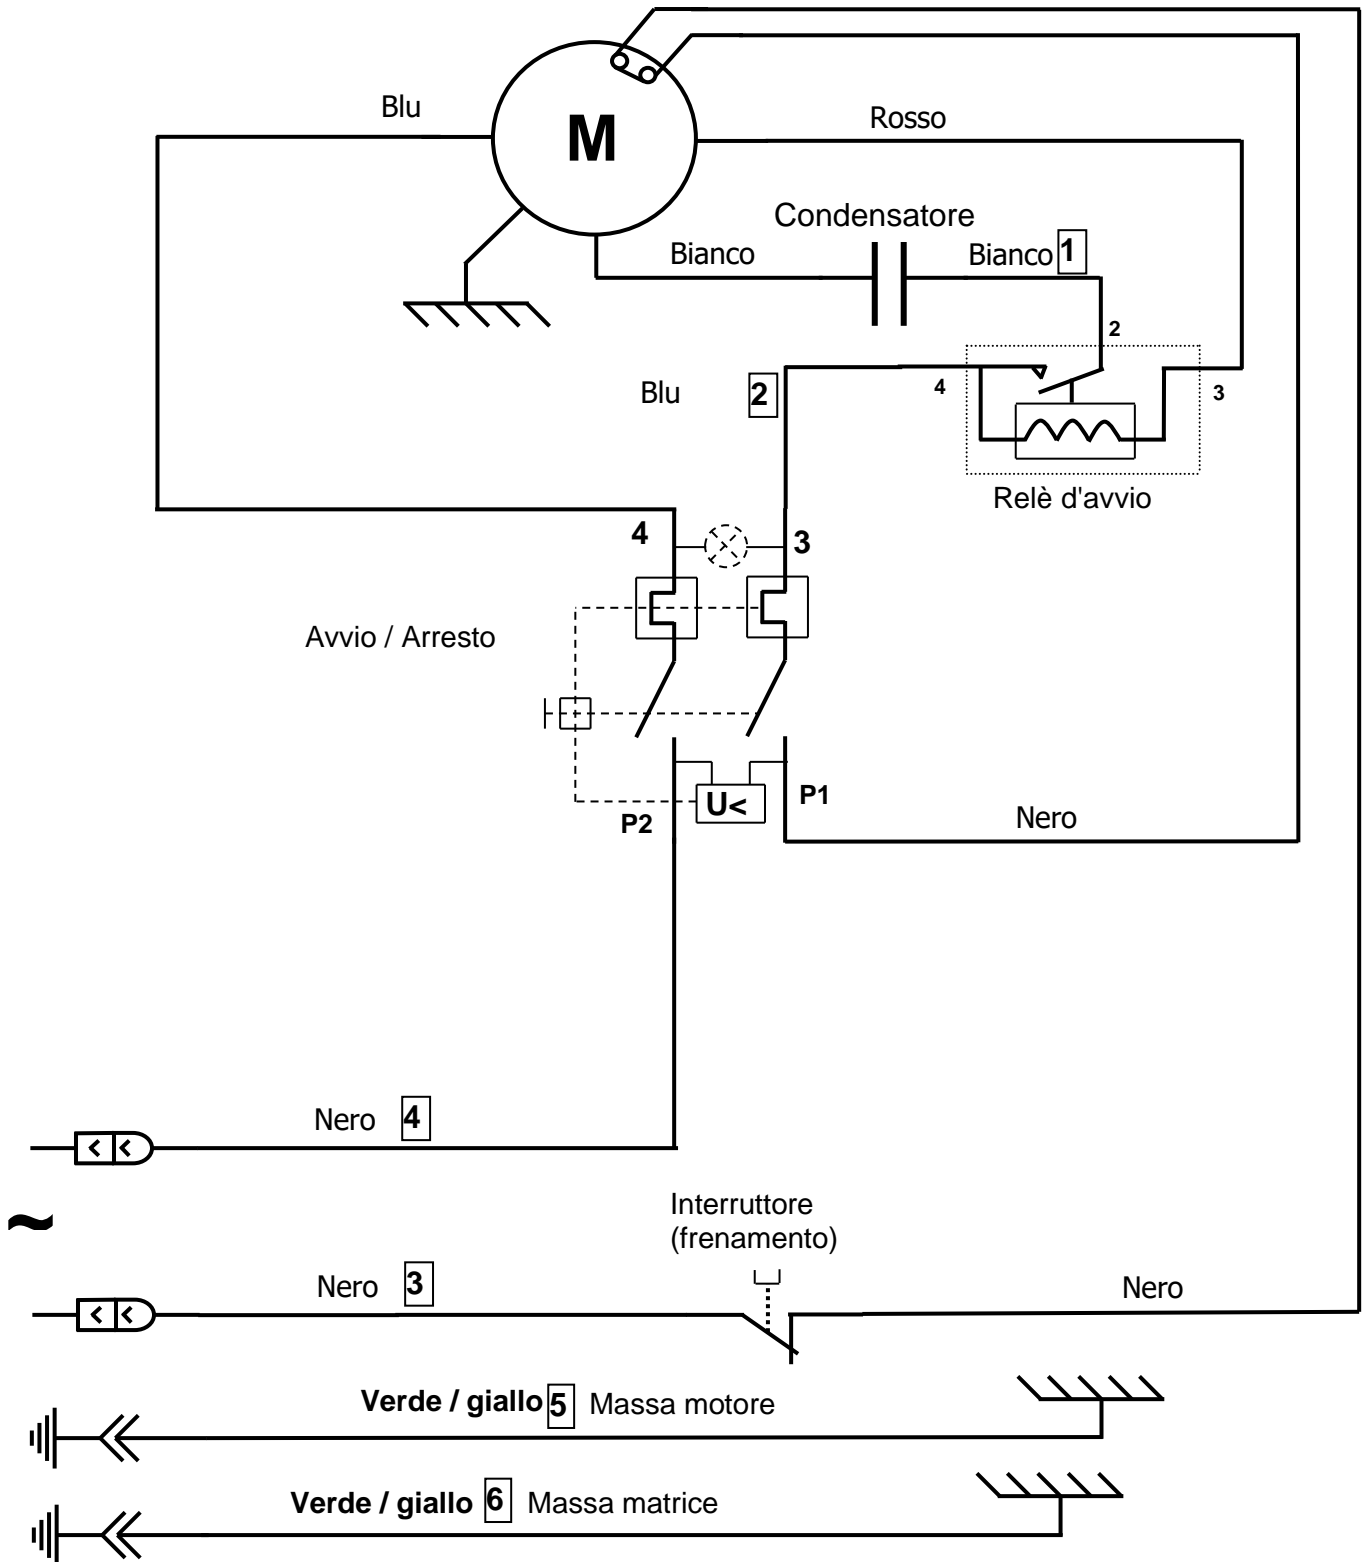 Blu
M
Rosso
Condensatore
Bianco
Bianco 1
2
Blu
2
4
3
Relè d'avvio
4
3
Avvio / Arresto
U<
P1
P2
Nero
Nero 4
~
Interruttore
(frenamento)
Nero 3
Nero
Verde / giallo 5 Massa motore
Verde / giallo 6 Massa matrice